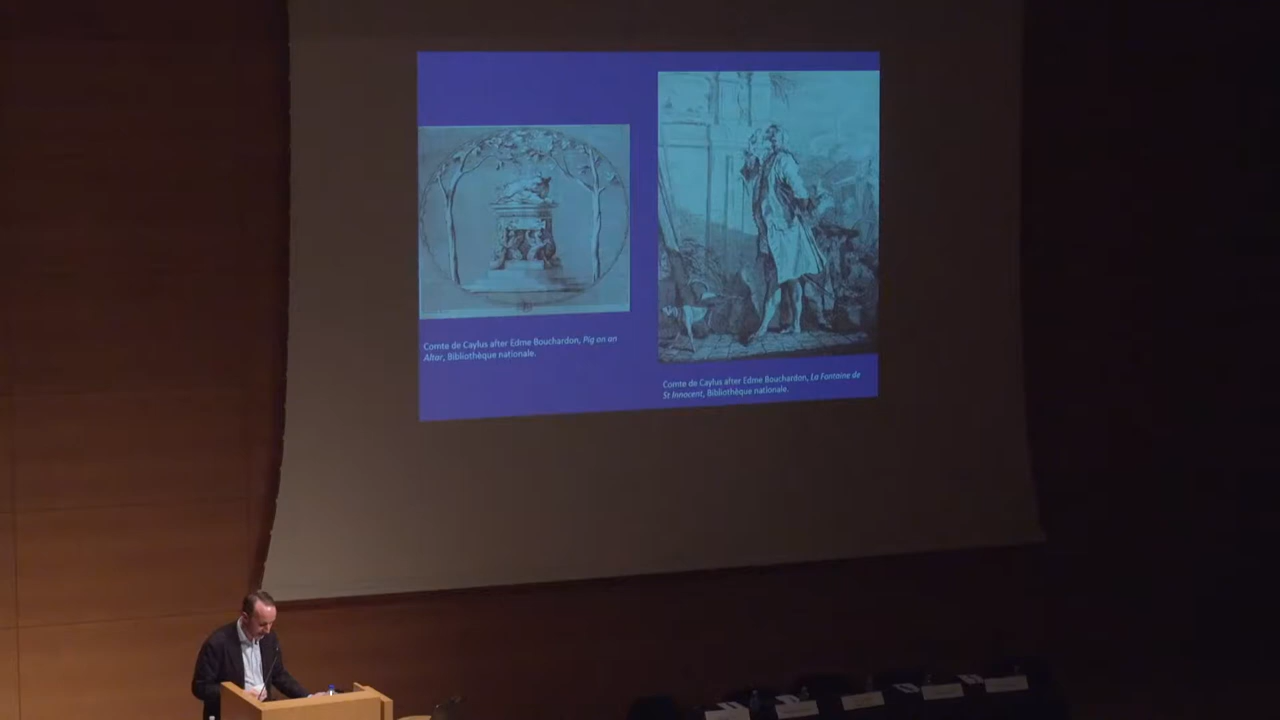 Comte de Caylus after Edme Bouchardon, Pig on an
Altar, Bibliothèque nationale.
Comte de Caylus after Edme Bouchardon, La Fontaine de
St Innocent, Bibliothèque nationale.